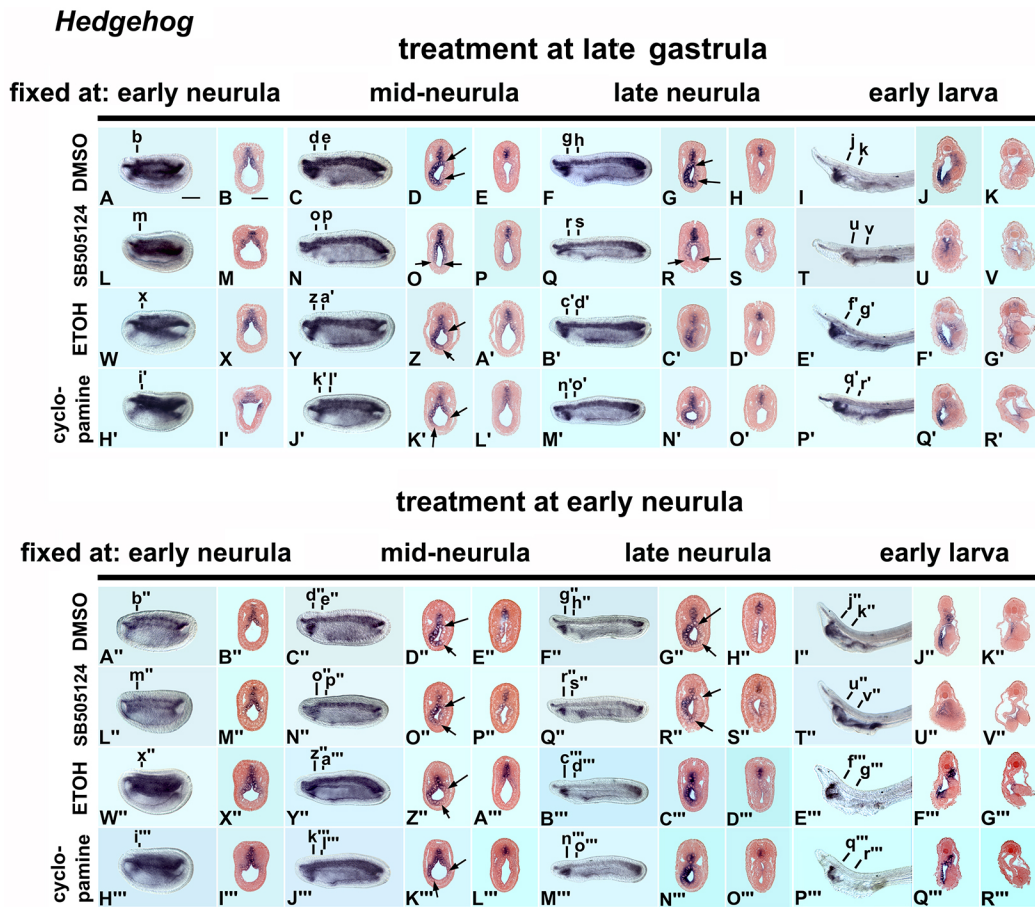 Hedgehog
treatment at late gastrula
fixed at: early neurula mid-neurula late neurula early larva
DMSO
b d e g h j k
A B C D E F G H I J K
SB505124
m o p r s u v
L M N O P Q R S T U V
ETOH
x z a' c' d' f' g'
W X Y Z A' B' C' D' E' F' G'
cyclo-
pamine
i' k' l' n' o' q' r'
H' I' J' K' L' M' N' O' P' Q' R'
treatment at early neurula
fixed at: early neurula mid-neurula late neurula early larva
DMSO
b" d" e" g" h" j" k"
A" B" C" D" E" F" G" H" I" J" K"
SB505124
m" o" p" r" s" u" v"
L" M" N" O" P" Q" R" S" T" U" V"
ETOH
x" z" a''' c''' d''' f''' g'''
W" X" Y" Z" A''' B''' C''' D''' E''' F''' G'''
cyclo-
pamine
i''' k''' l''' n''' o''' q''' r'''
H''' I''' J''' K''' L''' M''' N''' O''' P''' Q''' R'''